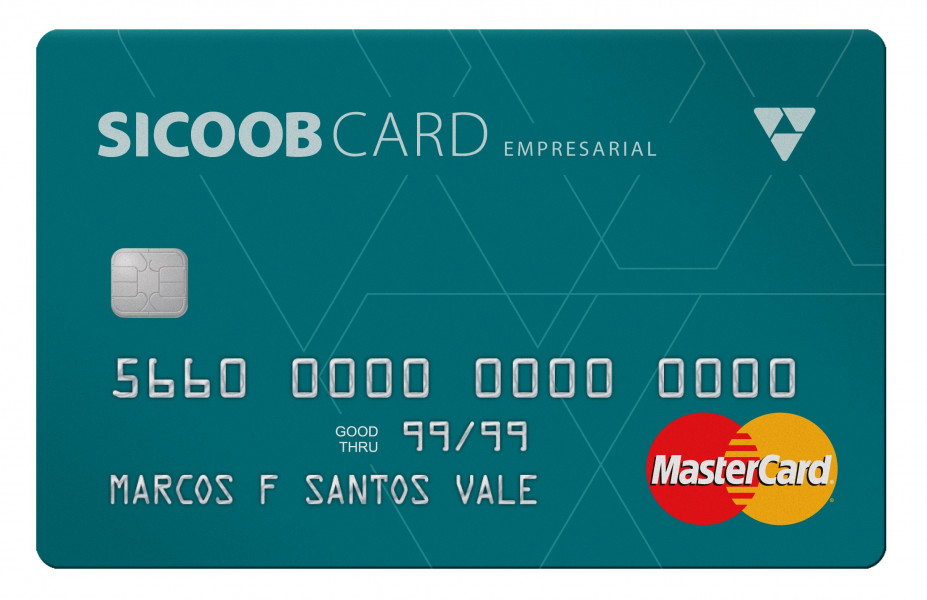 SICOOB CARD EMPRESARIAL
5660 0000 0000 0000
GOOD THRU 99/99
MARCOS F SANTOS VALE
MasterCard